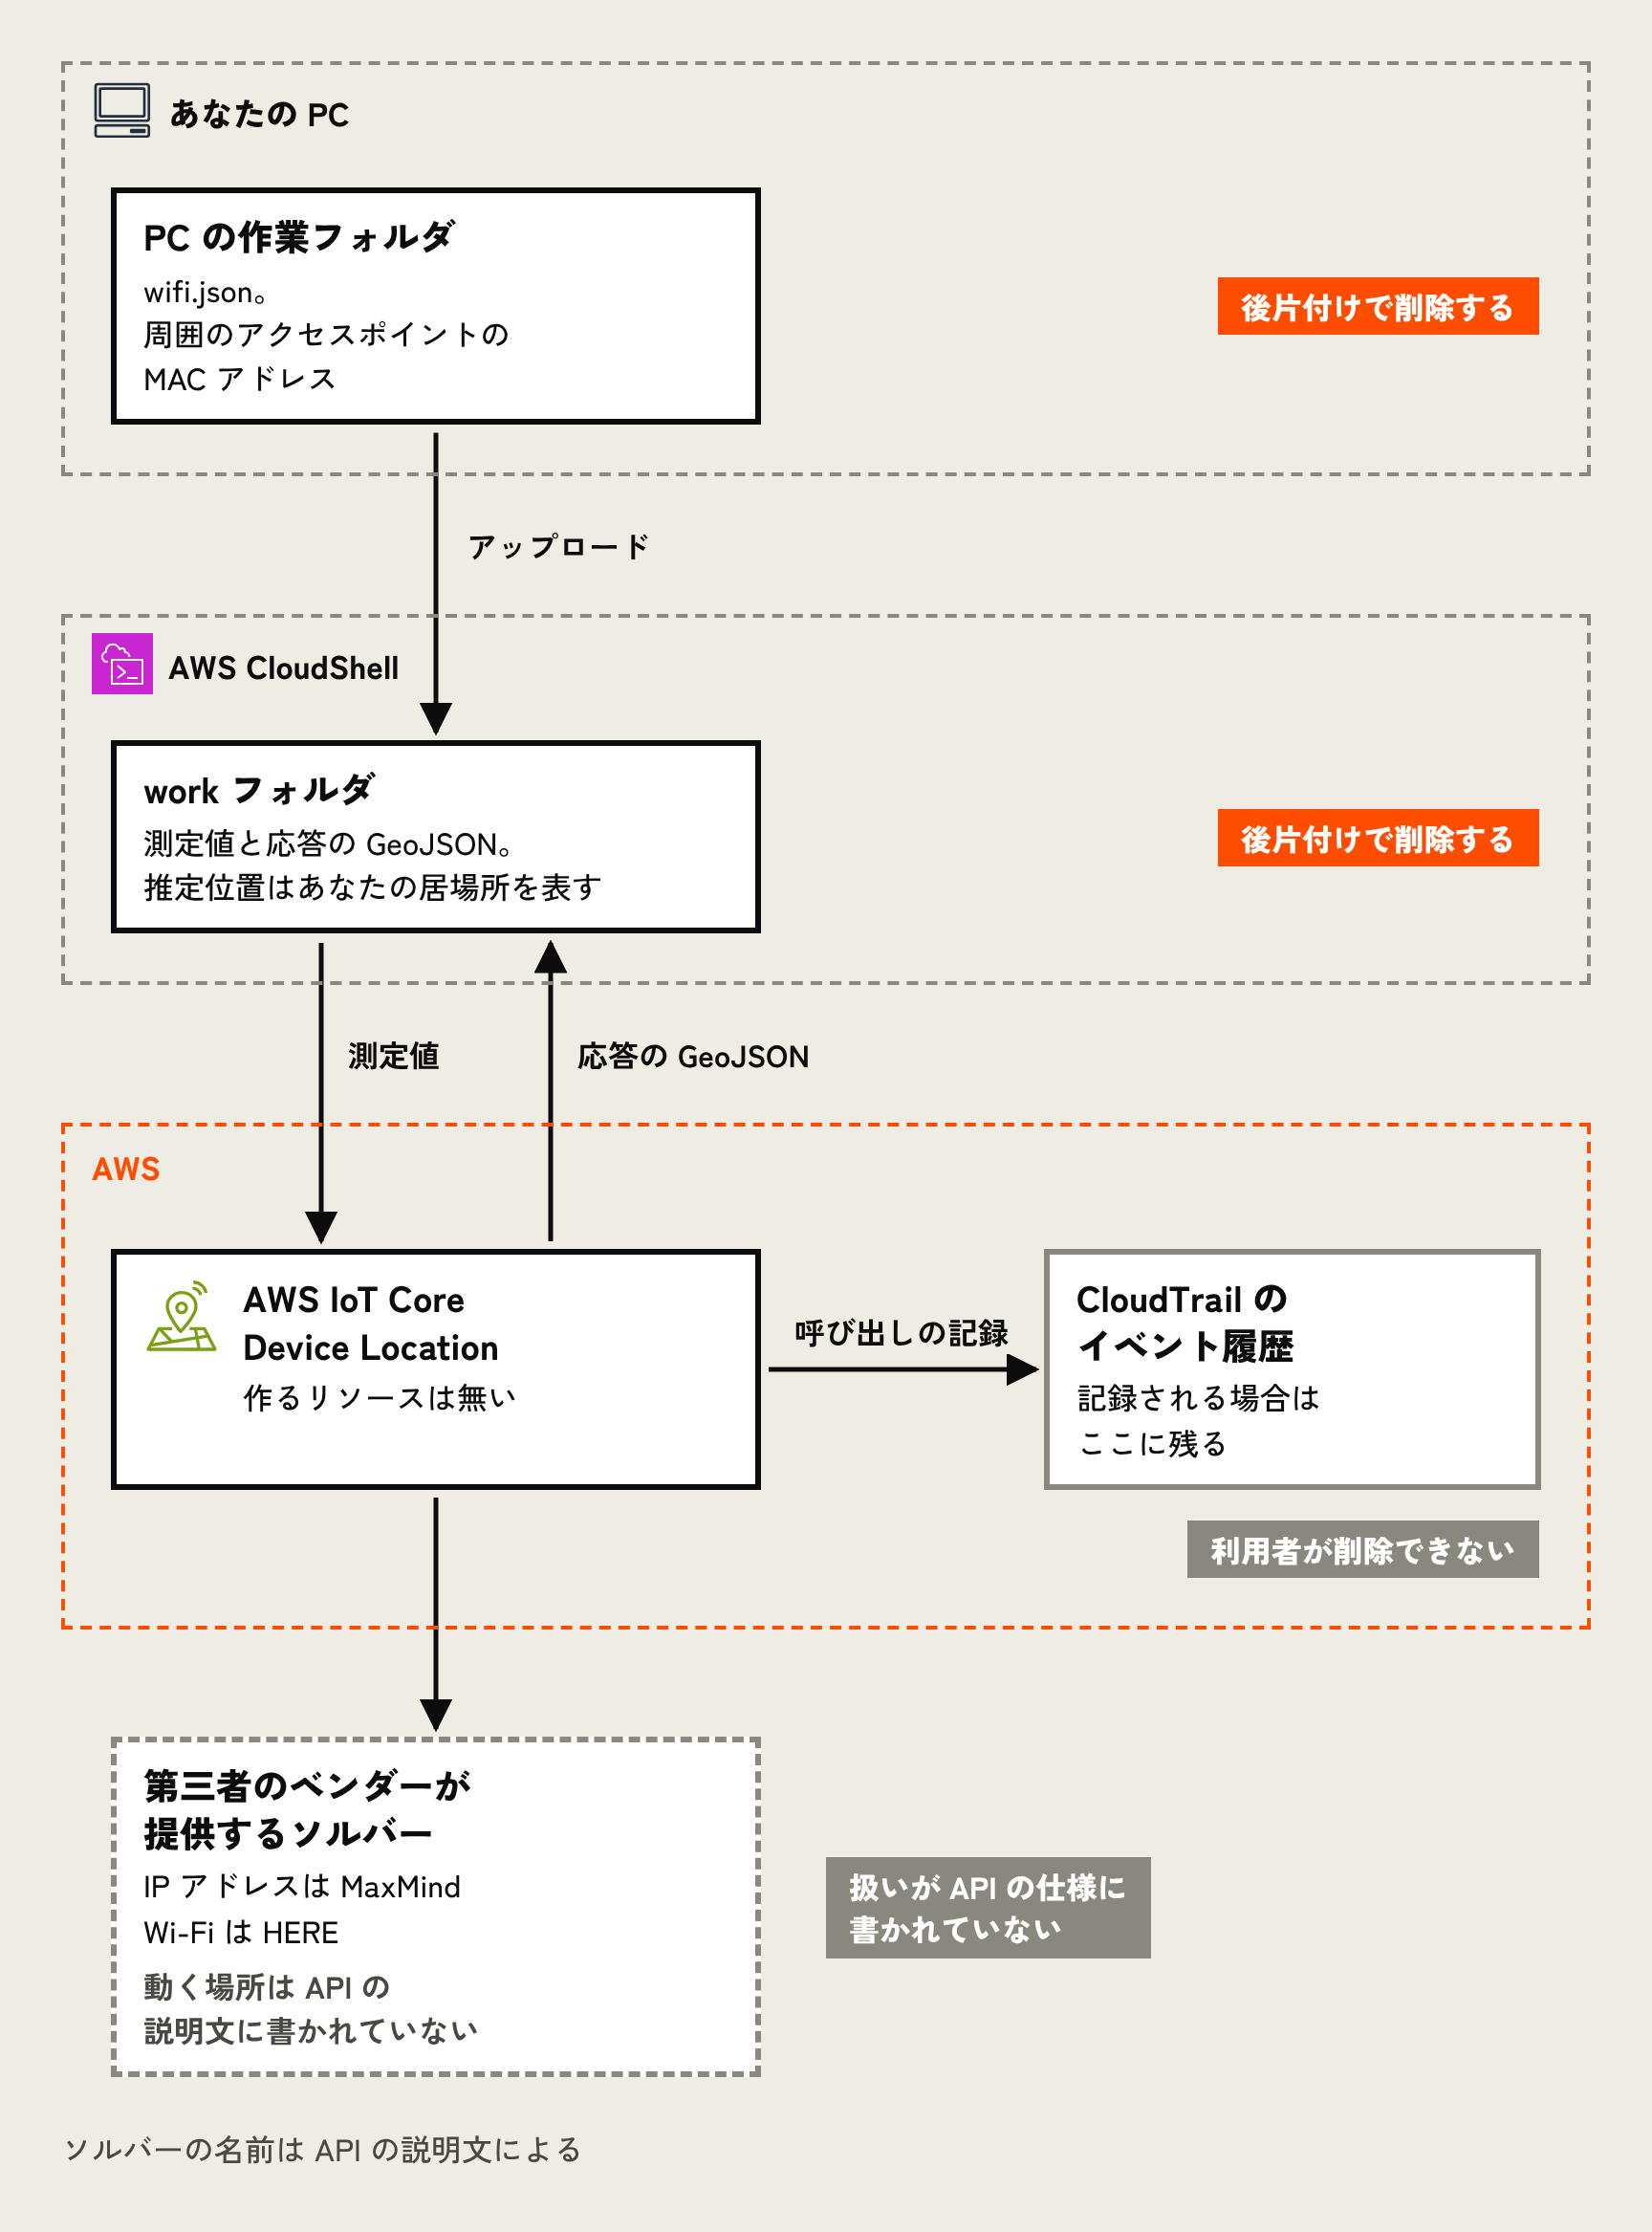 あなたの PC
PC の作業フォルダ
wifi.json。
周囲のアクセスポイントの
MAC アドレス
後片付けで削除する
アップロード
AWS CloudShell
work フォルダ
測定値と応答の GeoJSON。
推定位置はあなたの居場所を表す
後片付けで削除する
測定値
応答の GeoJSON
AWS
AWS IoT Core
Device Location
作るリソースは無い
呼び出しの記録
CloudTrail の
イベント履歴
記録される場合は
ここに残る
利用者が削除できない
第三者のベンダーが
提供するソルバー
IP アドレスは MaxMind
Wi-Fi は HERE
動く場所は API の
説明文に書かれていない
扱いが API の仕様に
書かれていない
ソルバーの名前は API の説明文による